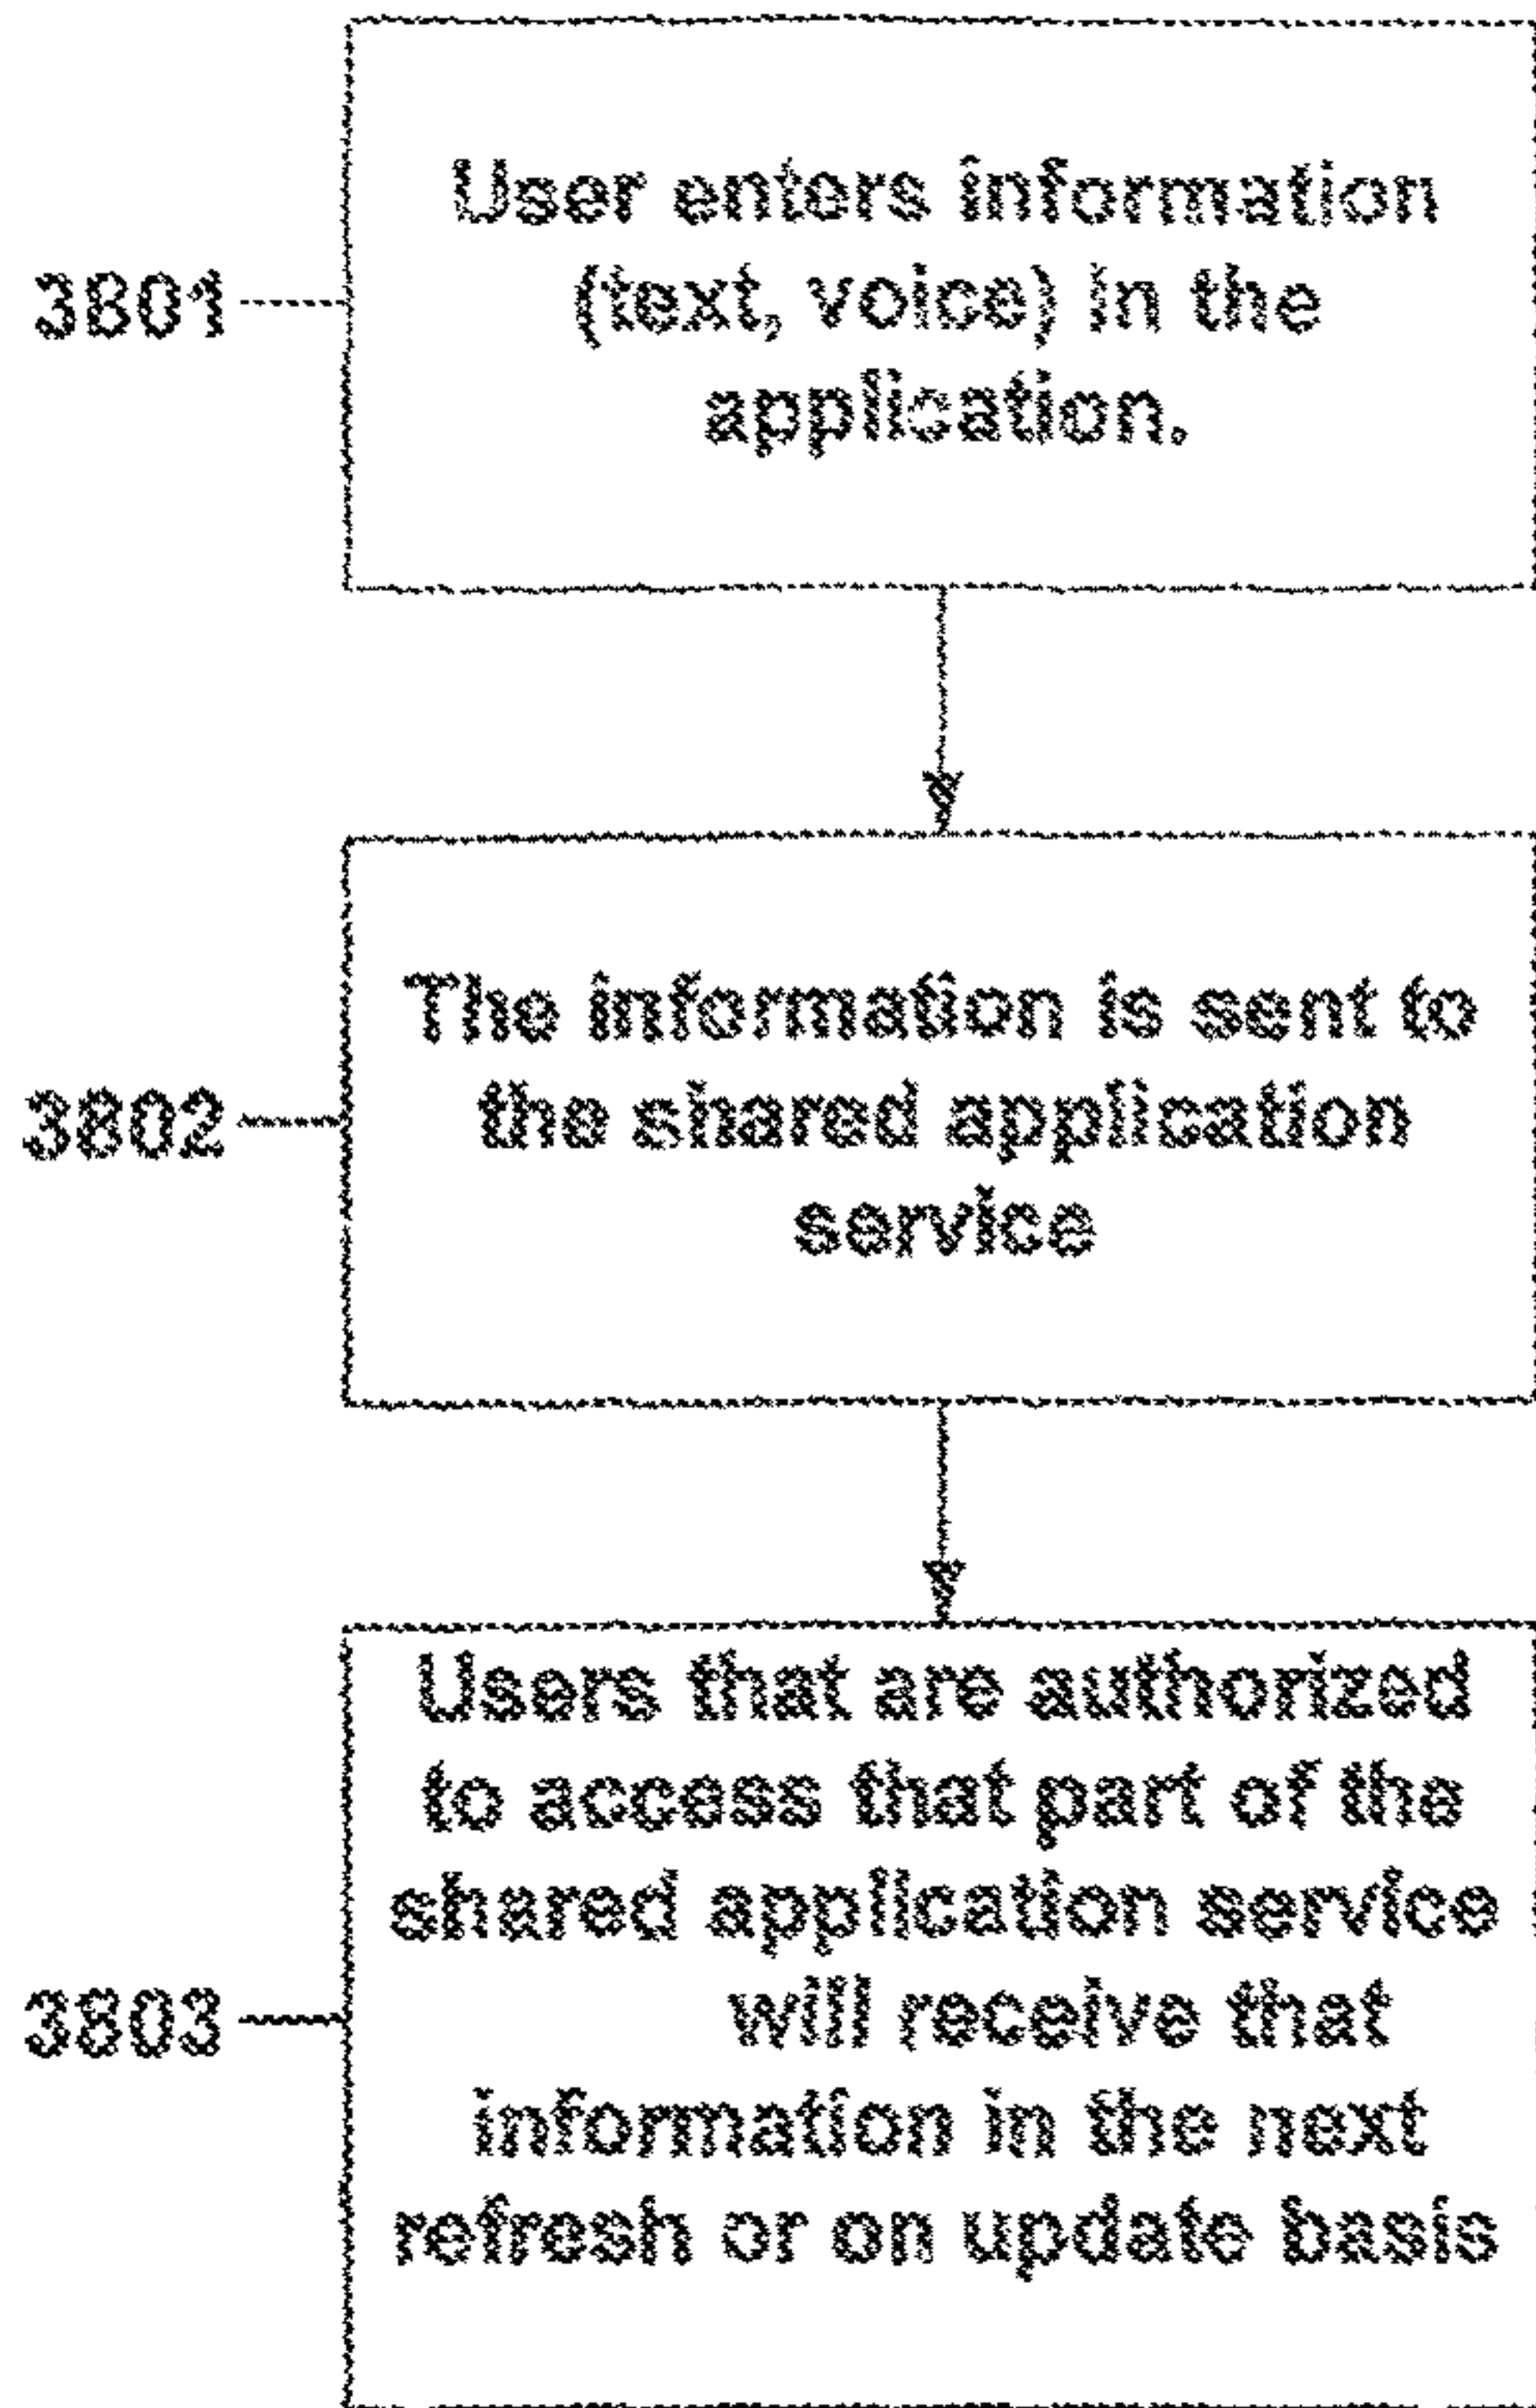 User enters information
3801
(text, voice) in the
application.
The information is sent to
3802
the shared application
service
Users that are authorized
to access that part of the
shared application service
3803
will receive that
information in the next
refresh or on update basis